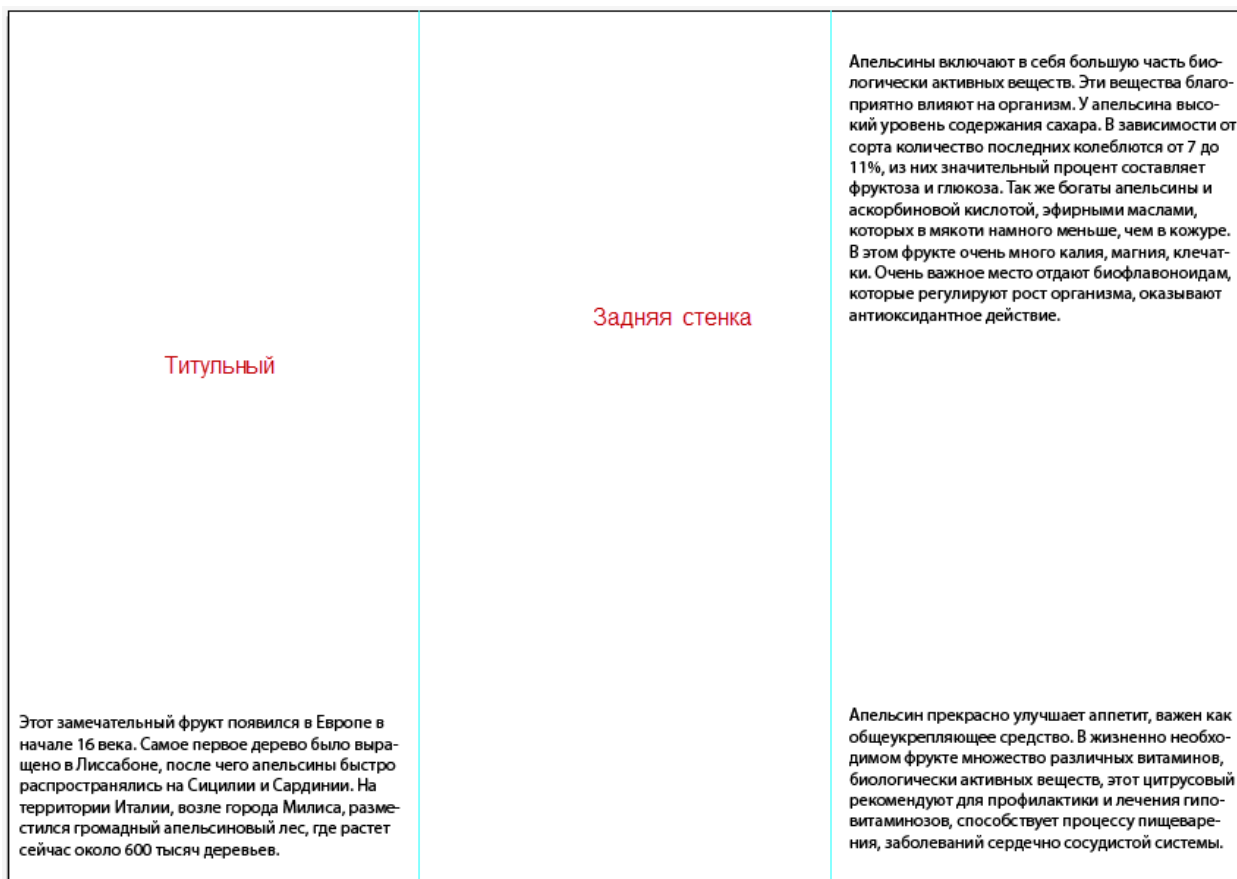 Титульный
Этот замечательный фрукт появился в Европе в
начале 16 века. Самое первое дерево было выра-
щено в Лиссабоне, после чего апельсины быстро
распространялись на Сицилии и Сардинии. На
территории Италии, возле города Милиса, разме-
стился громадный апельсиновый лес, где растет
сейчас около 600 тысяч деревьев.
Задняя стенка
Апельсины включают в себя большую часть био-
логически активных веществ. Эти вещества благо-
приятно влияют на организм. У апельсина высо-
кий уровень содержания сахара. В зависимости от
сорта количество последних колеблются от 7 до
11%, из них значительный процент составляет
фруктоза и глюкоза. Так же богаты апельсины и
аскорбиновой кислотой, эфирными маслами,
которых в мякоти намного меньше, чем в кожуре.
В этом фрукте очень много калия, магния, клечат-
ки. Очень важное место отдают биофлавоноидам,
которые регулируют рост организма, оказывают
антиоксидантное действие.
Апельсин прекрасно улучшает аппетит, важен как
общеукрепляющее средство. В жизненно необхо-
димом фрукте множество различных витаминов,
биологически активных веществ, этот цитрусовый
рекомендуют для профилактики и лечения гипо-
витаминозов, способствует процессу пищеваре-
ния, заболеваний сердечно сосудистой системы.